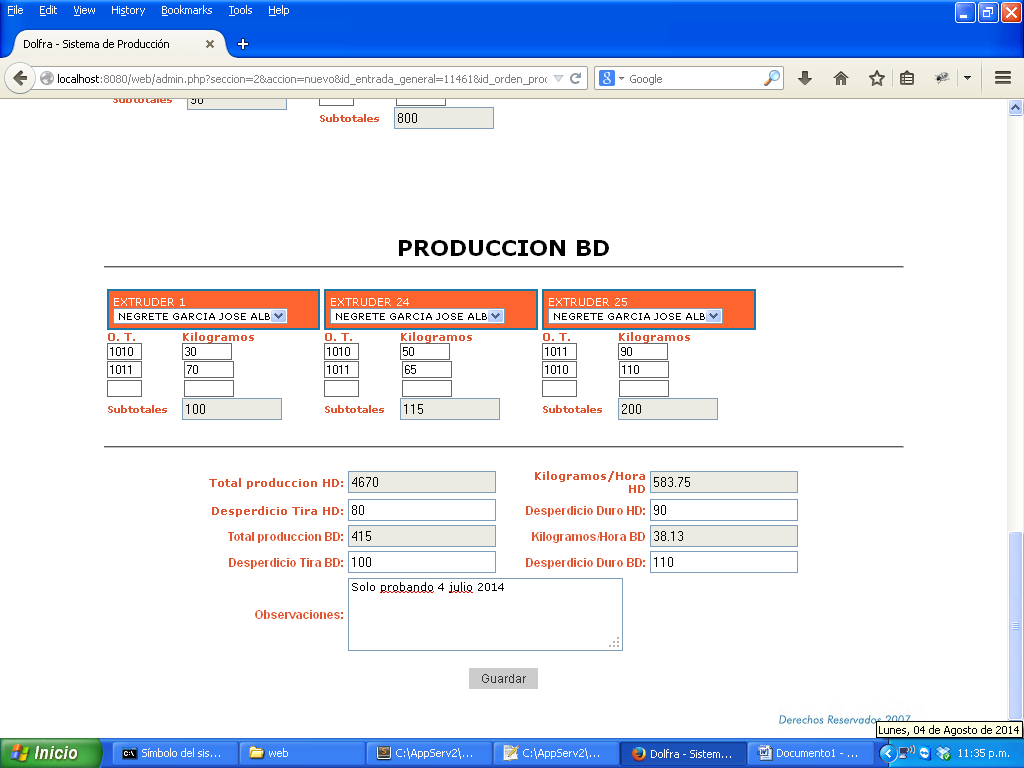 File Edit View History Bookmarks Tools Help
Dolfra - Sistema de Producción
localhost:8080/web/admin.php?seccion=2&accion=nuevo&id_entrada_general=11461&id_orden_proc
Google
Subtotales 90
Subtotales 800
PRODUCCION BD
EXTRUDER 1 EXTRUDER 24 EXTRUDER 25
NEGRETE GARCIA JOSE ALB NEGRETE GARCIA JOSE ALB NEGRETE GARCIA JOSE ALB
O. T. Kilogramos O. T. Kilogramos O. T. Kilogramos
1010 30 1010 50 1011 90
1011 70 1011 65 1010 110
Subtotales 100 Subtotales 115 Subtotales 200
Total produccion HD: 4670 Kilogramos/Hora HD 583.75
Desperdicio Tira HD: 80 Desperdicio Duro HD: 90
Total produccion BD: 415 Kilogramos/Hora BD 38.13
Desperdicio Tira BD: 100 Desperdicio Duro BD: 110
Observaciones: Solo probando 4 julio 2014
Guardar
Derechos Reservados 2007
Lunes, 04 de Agosto de 2014
Inicio Símbolo del sis... web C:\AppServ2\... C:\AppServ2\... Dolfra - Sistem... Documento1 - ... 11:35 p.m.